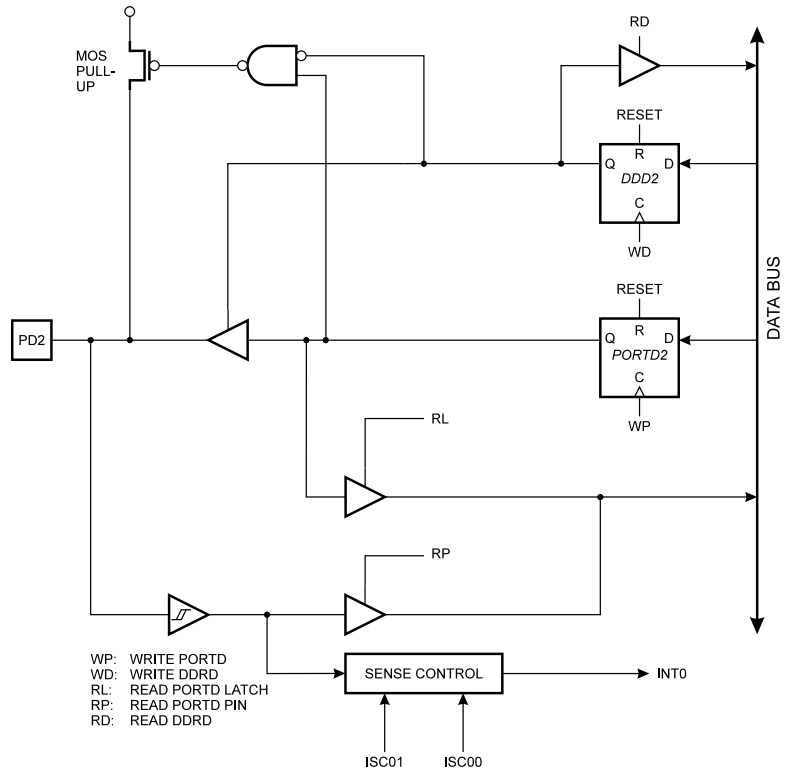 RD
MOS
PULL-
UP
RESET
R
Q
D
DDD2
C
WD
DATA BUS
RESET
R
PD2
Q
D
PORTD2
C
WP
RL
RP
WP: WRITE PORTD
WD: WRITE DDRD
RL: READ PORTD LATCH
RP: READ PORTD PIN
RD: READ DDRD
SENSE CONTROL
INT0
ISC01
ISC00